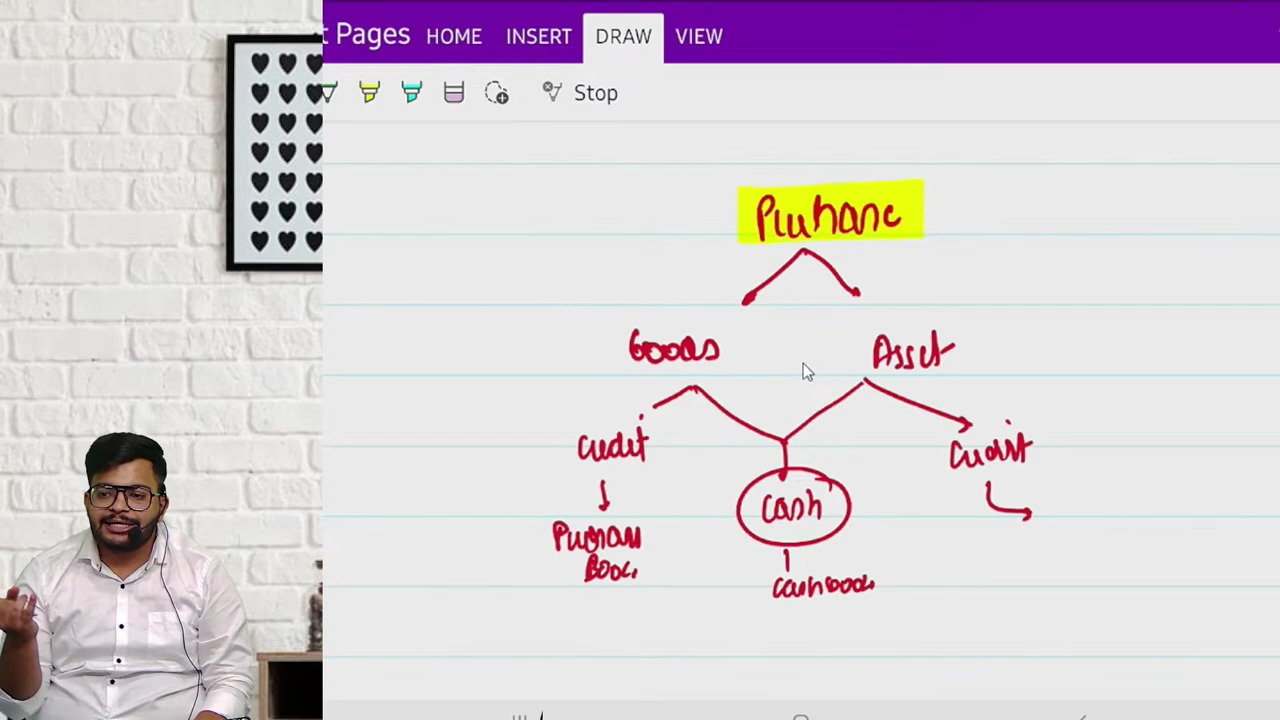 t Pages HOME INSERT DRAW VIEW
Stop
Purchase
Goods Asset
Credit Cash Credit
Purchase
Book
Cashbook